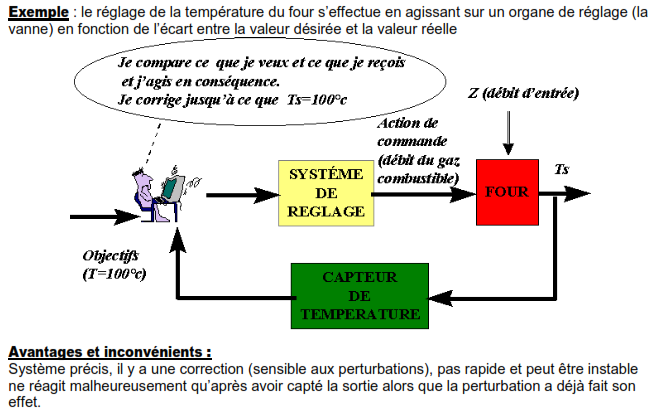 Exemple : le réglage de la température du four s’effectue en agissant sur un organe de réglage (la
vanne) en fonction de l’écart entre la valeur désirée et la valeur réelle
Je compare ce que je veux et ce que je reçois
et j’agis en conséquence.
Je corrige jusqu’à ce que Ts=100°c
Z (débit d’entrée)
Action de
commande
(débit du gaz
combustible)
SYSTÉME
DE
REGLAGE
FOUR
Ts
Objectifs
(T=100°c)
CAPTEUR
DE
TEMPERATURE
Avantages et inconvénients :
Système précis, il y a une correction (sensible aux perturbations), pas rapide et peut être instable
ne réagit malheureusement qu’après avoir capté la sortie alors que la perturbation a déjà fait son
effet.